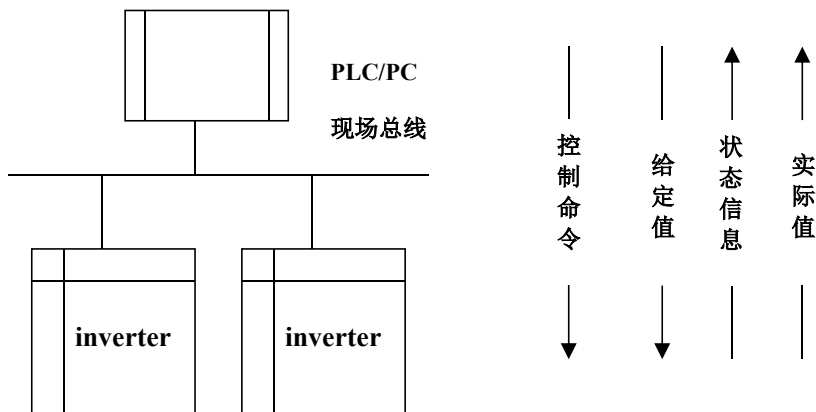 PLC/PC
现场总线
控制命令
给定值
状态信息
实际值
inverter
inverter